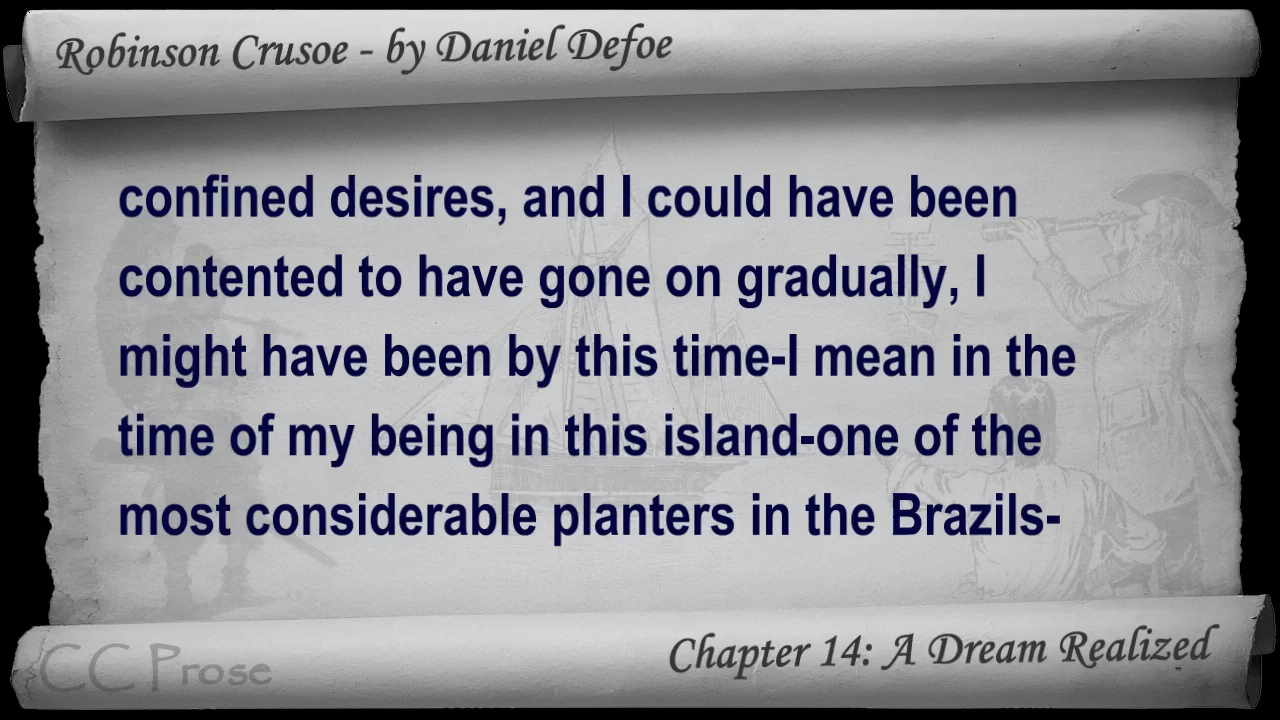 Robinson Crusoe - by Daniel Defoe
confined desires, and I could have been
contented to have gone on gradually, I
might have been by this time-I mean in the
time of my being in this island-one of the
most considerable planters in the Brazils-
CC Prose
Chapter 14: A Dream Realized